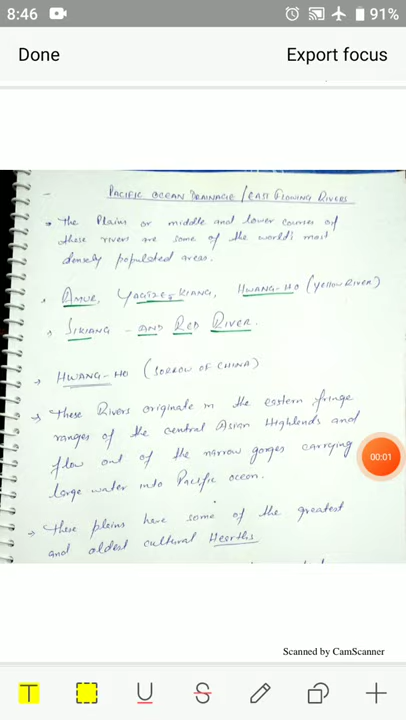 8:46
91%
Done
Export focus
PACIFIC OCEAN DRAINAGE / EAST FLOWING RIVERS
The Plains or middle and lower courses of
these rivers are some of the world's most
densely populated areas.
AMUR, YAGTZE-KIANG, HWANG-HO (YELLOW RIVER)
SIKIANG - AND RED RIVER.
HWANG-HO (SORROW OF CHINA)
These Rivers originate in the eastern fringe
ranges of the central Asian Highlands and
flow out of the narrow gorges carrying
large water into Pacific ocean.
These plains have some of the greatest
and oldest cultural Hearths
00:01
Scanned by CamScanner
T
U
S